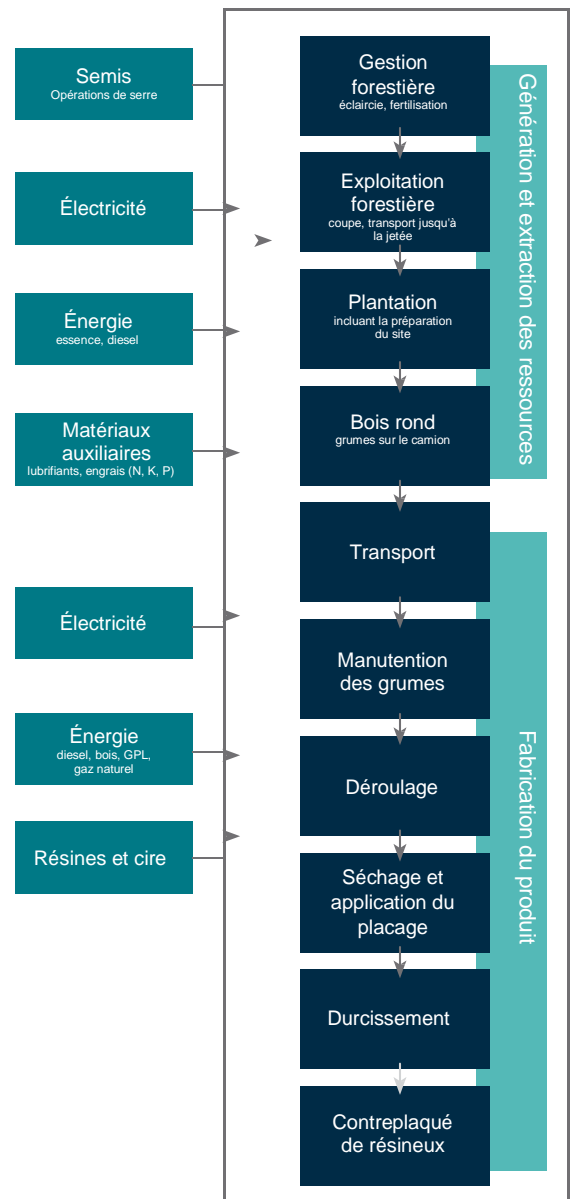 Semis
Opérations de serre
Électricité
Énergie
essence, diesel
Matériaux
auxiliaires
lubrifiants, engrais (N, K, P)
Électricité
Énergie
diesel, bois, GPL,
gaz naturel
Résines et cire
Gestion
forestière
éclaircie, fertilisation
Exploitation
forestière
coupe, transport jusqu'à
la jetée
Plantation
incluant la préparation
du site
Bois rond
grumes sur le camion
Transport
Manutention
des grumes
Déroulage
Séchage et
application du
placage
Durcissement
Contreplaqué
de résineux
Génération et extraction des ressources
Fabrication du produit